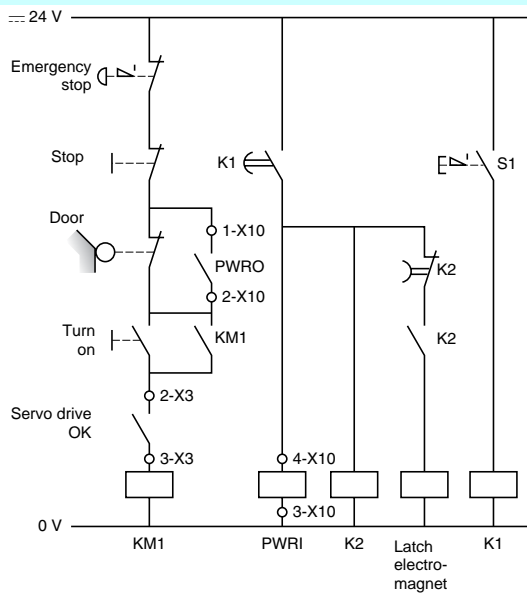 24 V
Emergency
stop
Stop
K1
S1
Door
1-X10
PWRO
K2
2-X10
Turn
on
KM1
K2
2-X3
Servo drive
OK
3-X3
4-X10
3-X10
0 V
KM1
PWRI
K2
Latch
electro-
magnet
K1